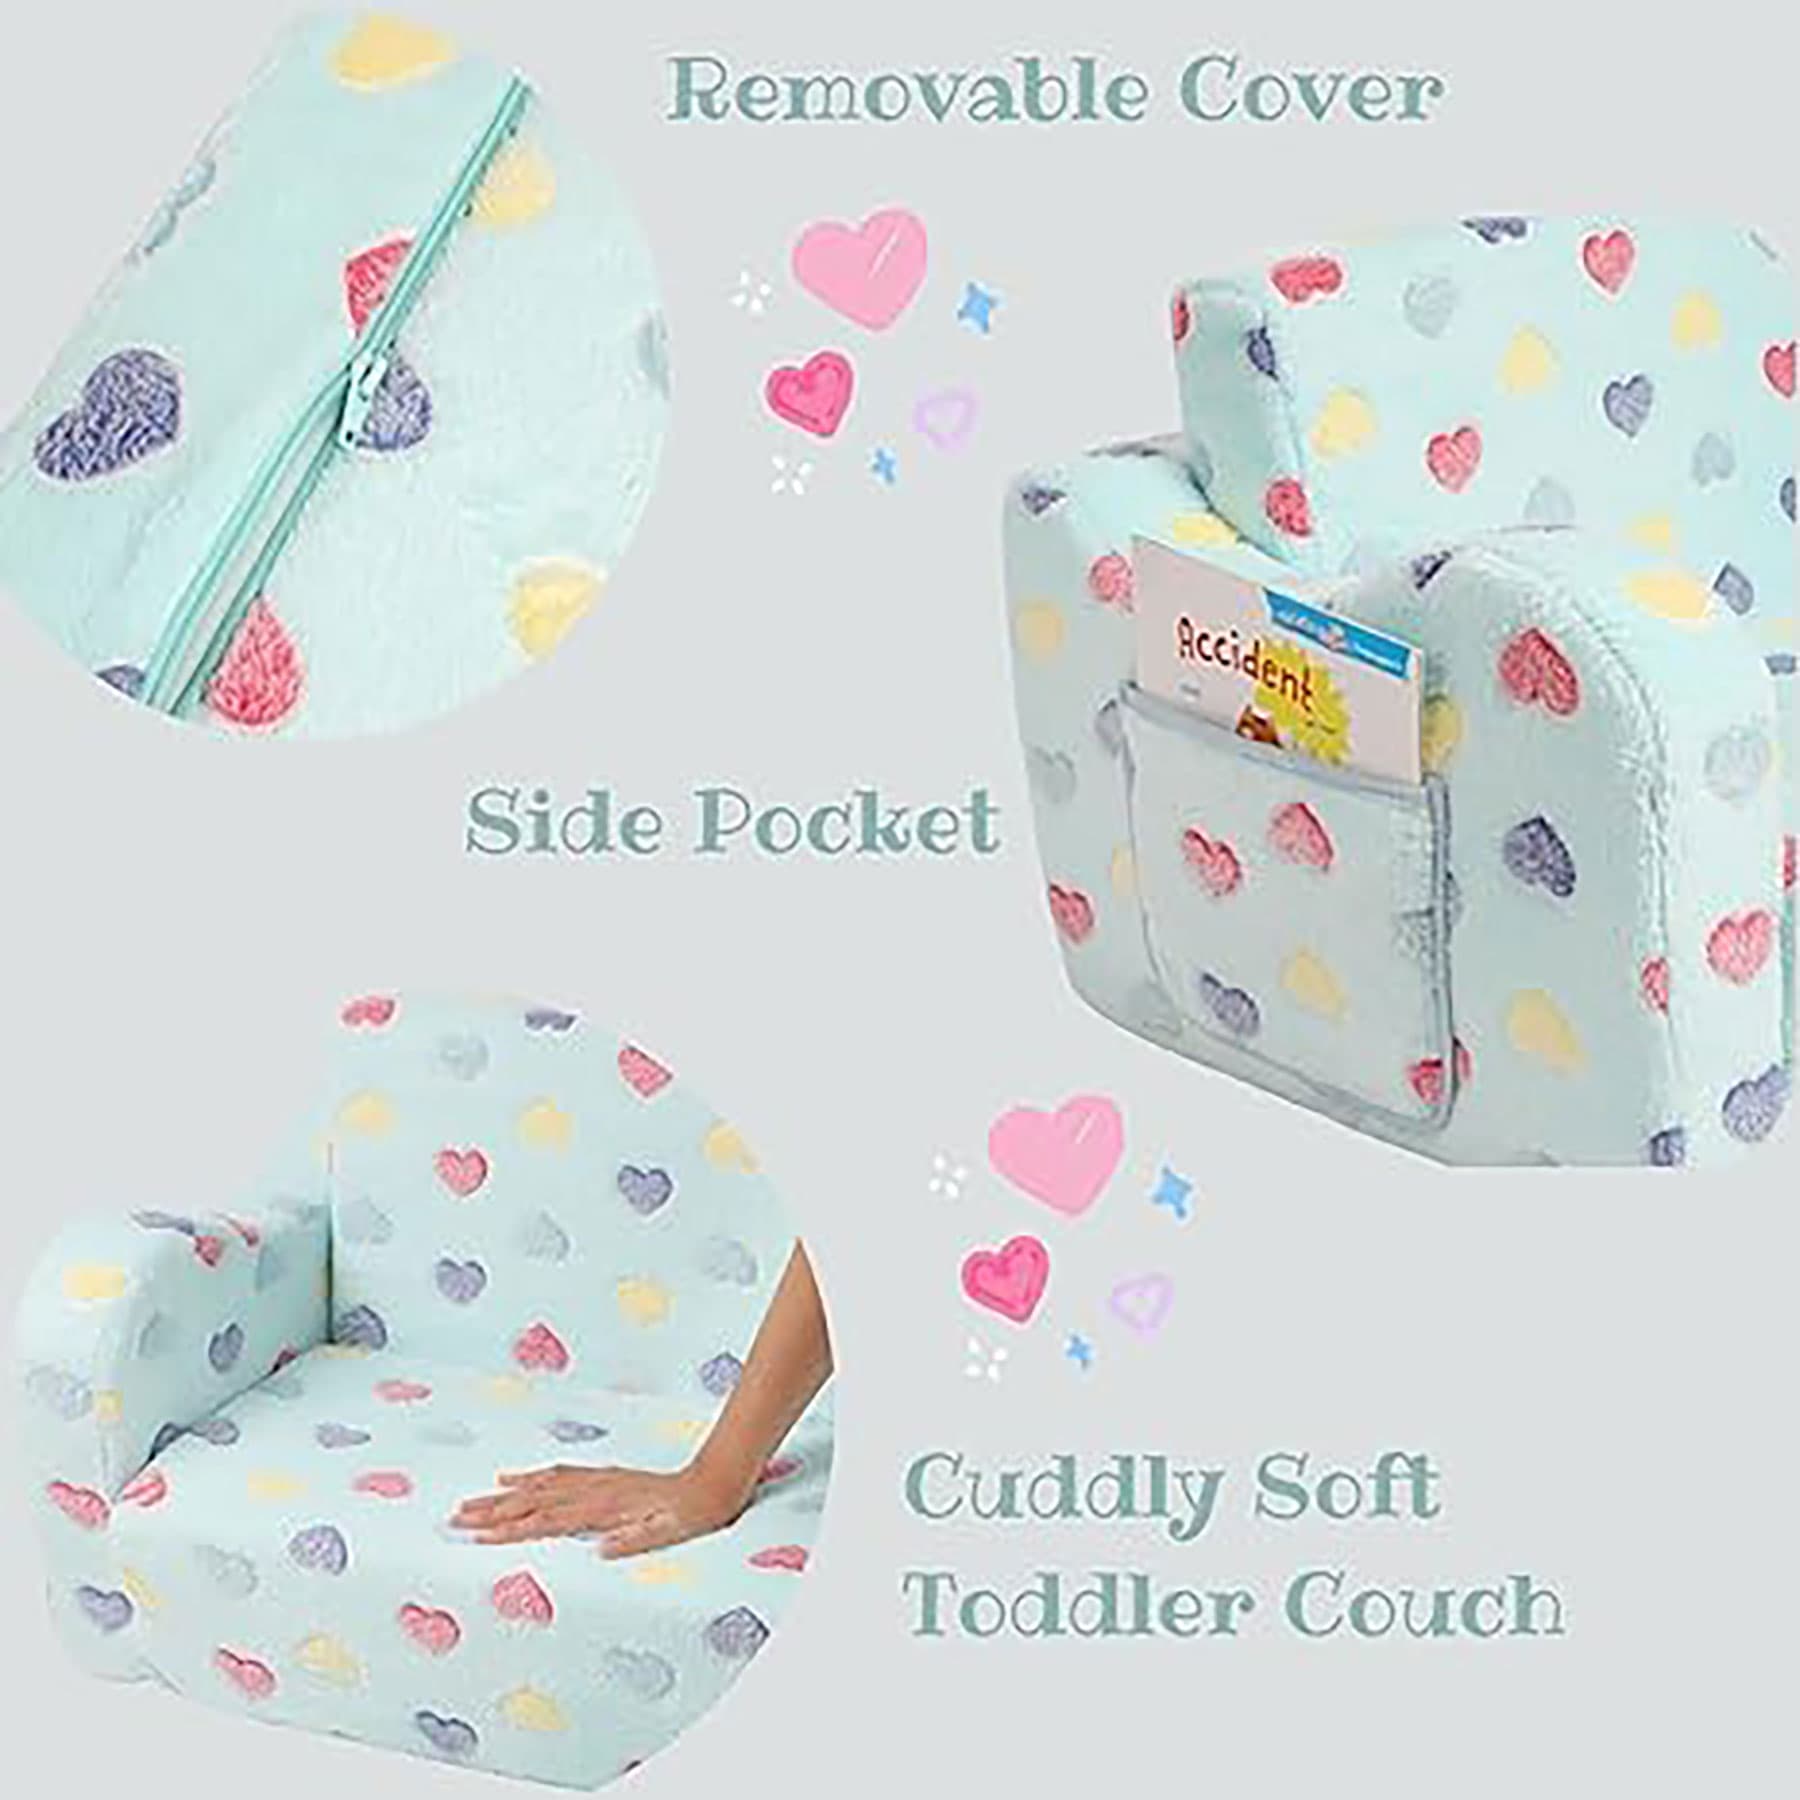 Removable Cover
Accident
Side Pocket
Cuddly Soft
Toddler Couch